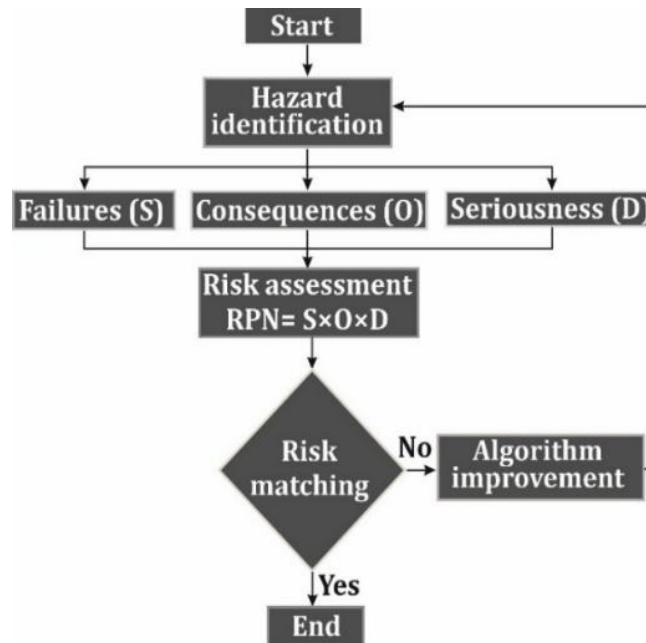 Start
Hazard
identification
Failures (S)
Consequences (O)
Seriousness (D)
Risk assessment
RPN= S×O×D
Risk
matching
No
Algorithm
improvement
Yes
End